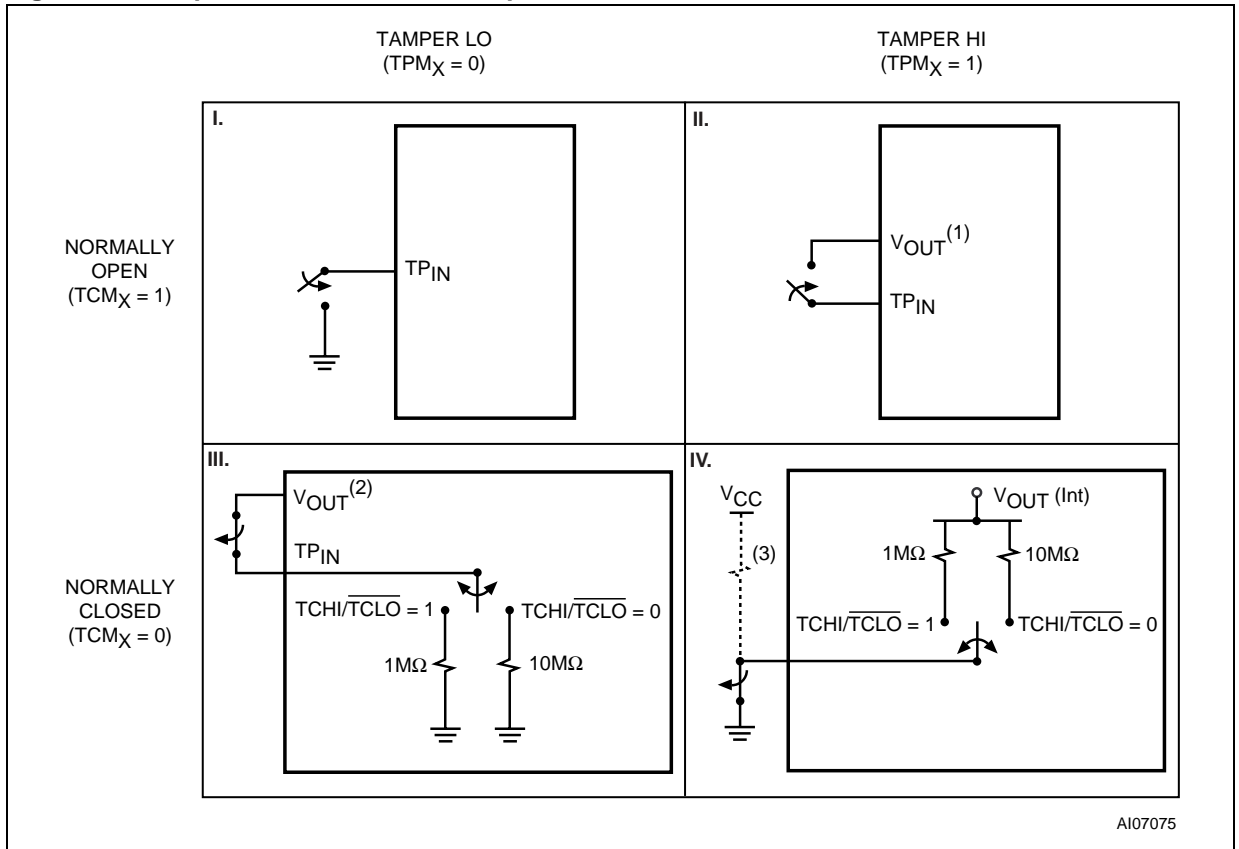 TAMPER LO
(TPMX = 0)
TAMPER HI
(TPMX = 1)
NORMALLY
OPEN
(TCMX = 1)
I.
TPIN
II.
VOUT(1)
TPIN
NORMALLY
CLOSED
(TCMX = 0)
III.
VOUT(2)
TPIN
TCHI/TCLO = 1
TCHI/TCLO = 0
1MΩ
10MΩ
IV.
VCC
(3)
VOUT (Int)
1MΩ
10MΩ
TCHI/TCLO = 1
TCHI/TCLO = 0
AI07075